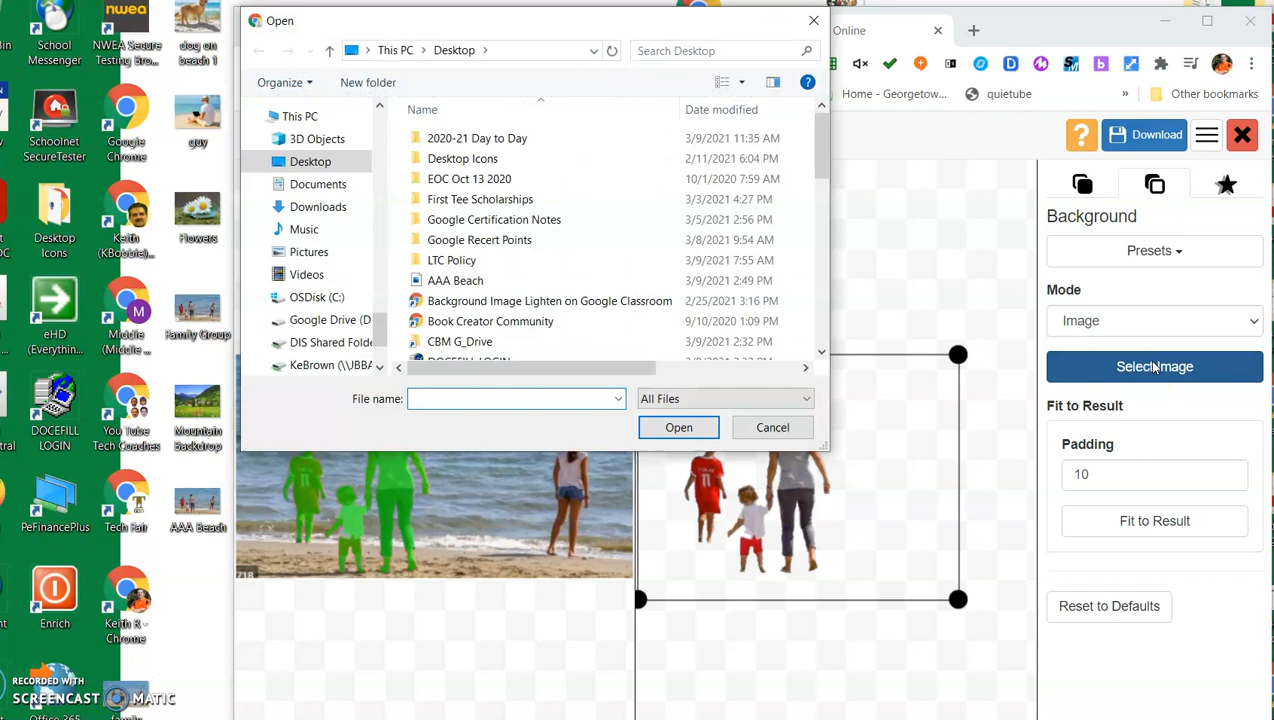 School
Messenger
NWEA Secure
Testing Bro...
dog on
beach 1
Schoolnet
SecureTester
Google
Chrome
guy
Desktop
Icons
Keith
(KBobble)...
Flowers
eHD
(Everythin...
Middle
(Middle ...
Family Group
DOCEFILL
LOGIN
You Tube
Tech Coaches
Mountain
Backdrop
PeFinancePlus
Tech Fair
AAA Beach
Enrich
Keith R -
Chrome
RECORDED WITH
SCREENCAST MATIC
Open
This PC
Desktop
Search Desktop
Organize
New folder
Name
Date modified
This PC
3D Objects
Desktop
Documents
Downloads
Music
Pictures
Videos
OSDisk (C:)
Google Drive (D
DIS Shared Folde
KeBrown (\\JBBA
2020-21 Day to Day 3/9/2021 11:35 AM
Desktop Icons 2/11/2021 6:04 PM
EOC Oct 13 2020 10/1/2020 7:59 AM
First Tee Scholarships 3/3/2021 4:27 PM
Google Certification Notes 3/5/2021 2:56 PM
Google Recert Points 3/8/2021 9:54 AM
LTC Policy 3/9/2021 7:55 AM
AAA Beach 3/9/2021 2:49 PM
Background Image Lighten on Google Classroom 2/25/2021 3:16 PM
Book Creator Community 9/10/2020 1:09 PM
CBM G_Drive 3/9/2021 2:32 PM
File name:
All Files
Open
Cancel
Online
Home - Georgetow...
quietube
»
Other bookmarks
Download
Background
Presets
Mode
Image
Select Image
Fit to Result
Padding
10
Fit to Result
Reset to Defaults
11
718